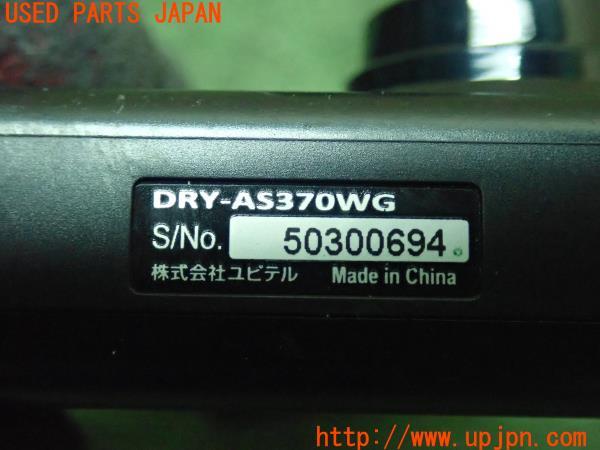 USED PARTS JAPAN
DRY-AS370WG
S/No. 50300694
株式会社ユピテル Made in China
http://www.upjpn.com